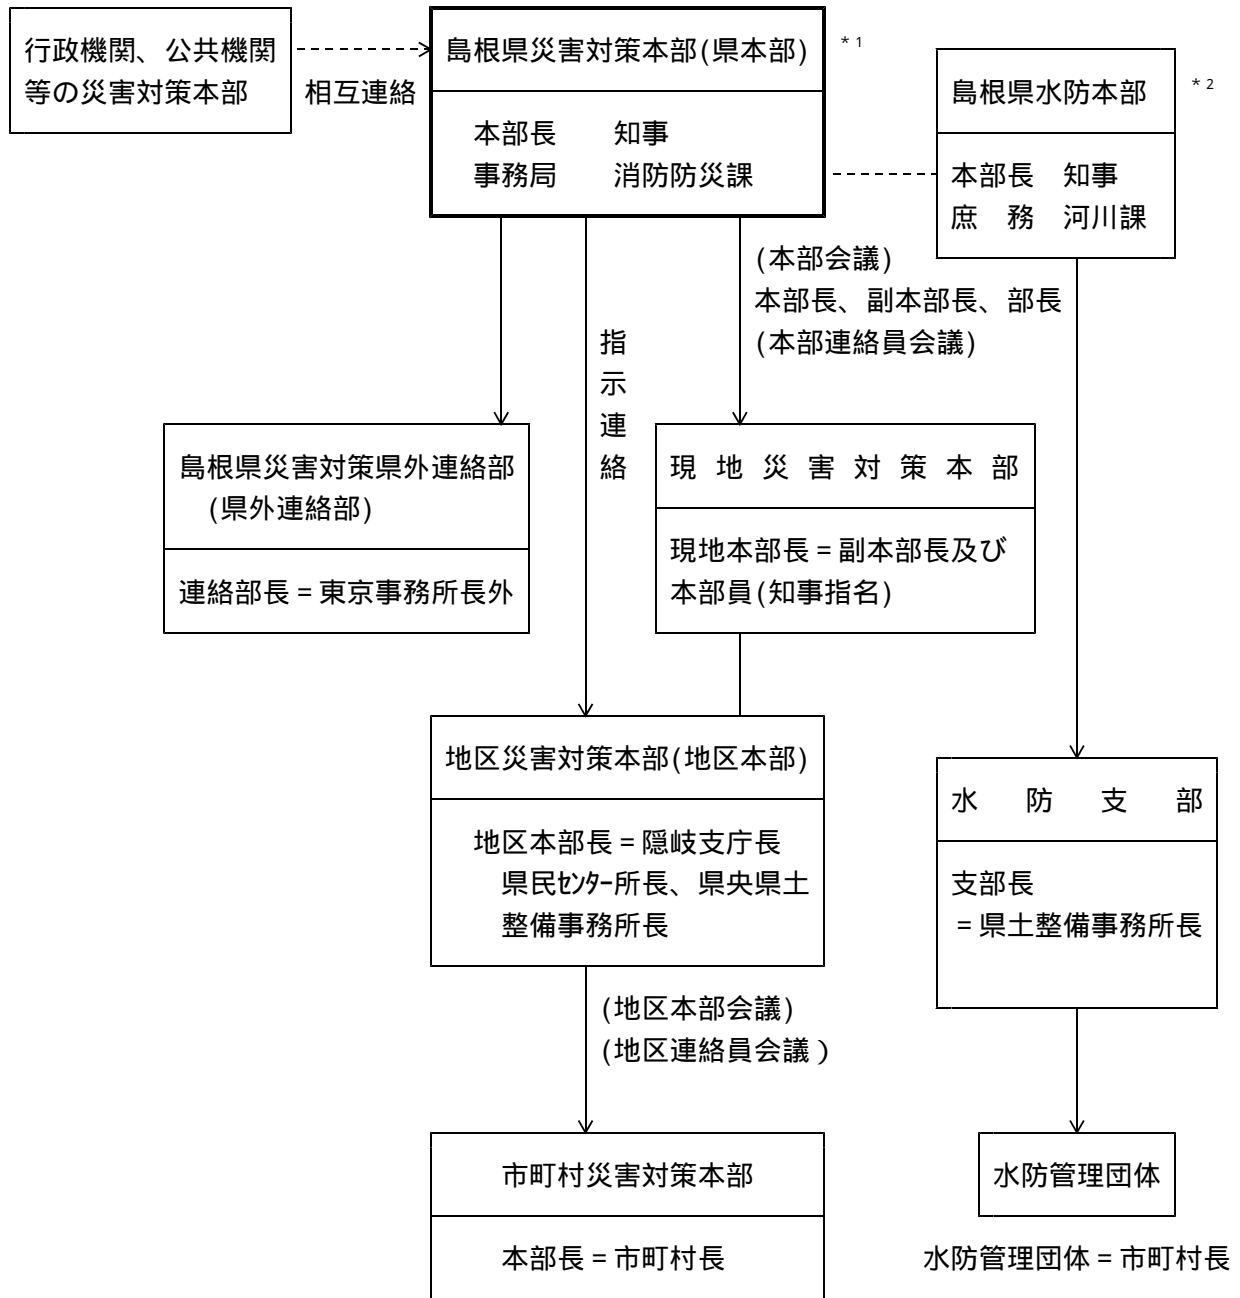 行政機関、公共機関
等の災害対策本部
相互連絡
島根県災害対策本部(県本部)
*1
本部長 知事
事務局 消防防災課
島根県水防本部
*2
本部長 知事
庶 務 河川課
(本部会議)
本部長、副本部長、部長
(本部連絡員会議)
指示連絡
島根県災害対策県外連絡部
(県外連絡部)
連絡部長=東京事務所長外
現地災害対策本部
現地本部長=副本部長及び
本部員(知事指名)
地区災害対策本部(地区本部)
地区本部長=隠岐支庁長
県民ｾﾝﾀｰ所長、県央県土
整備事務所長
水防支部
支部長
=県土整備事務所長
(地区本部会議)
(地区連絡員会議）
市町村災害対策本部
本部長=市町村長
水防管理団体
水防管理団体=市町村長